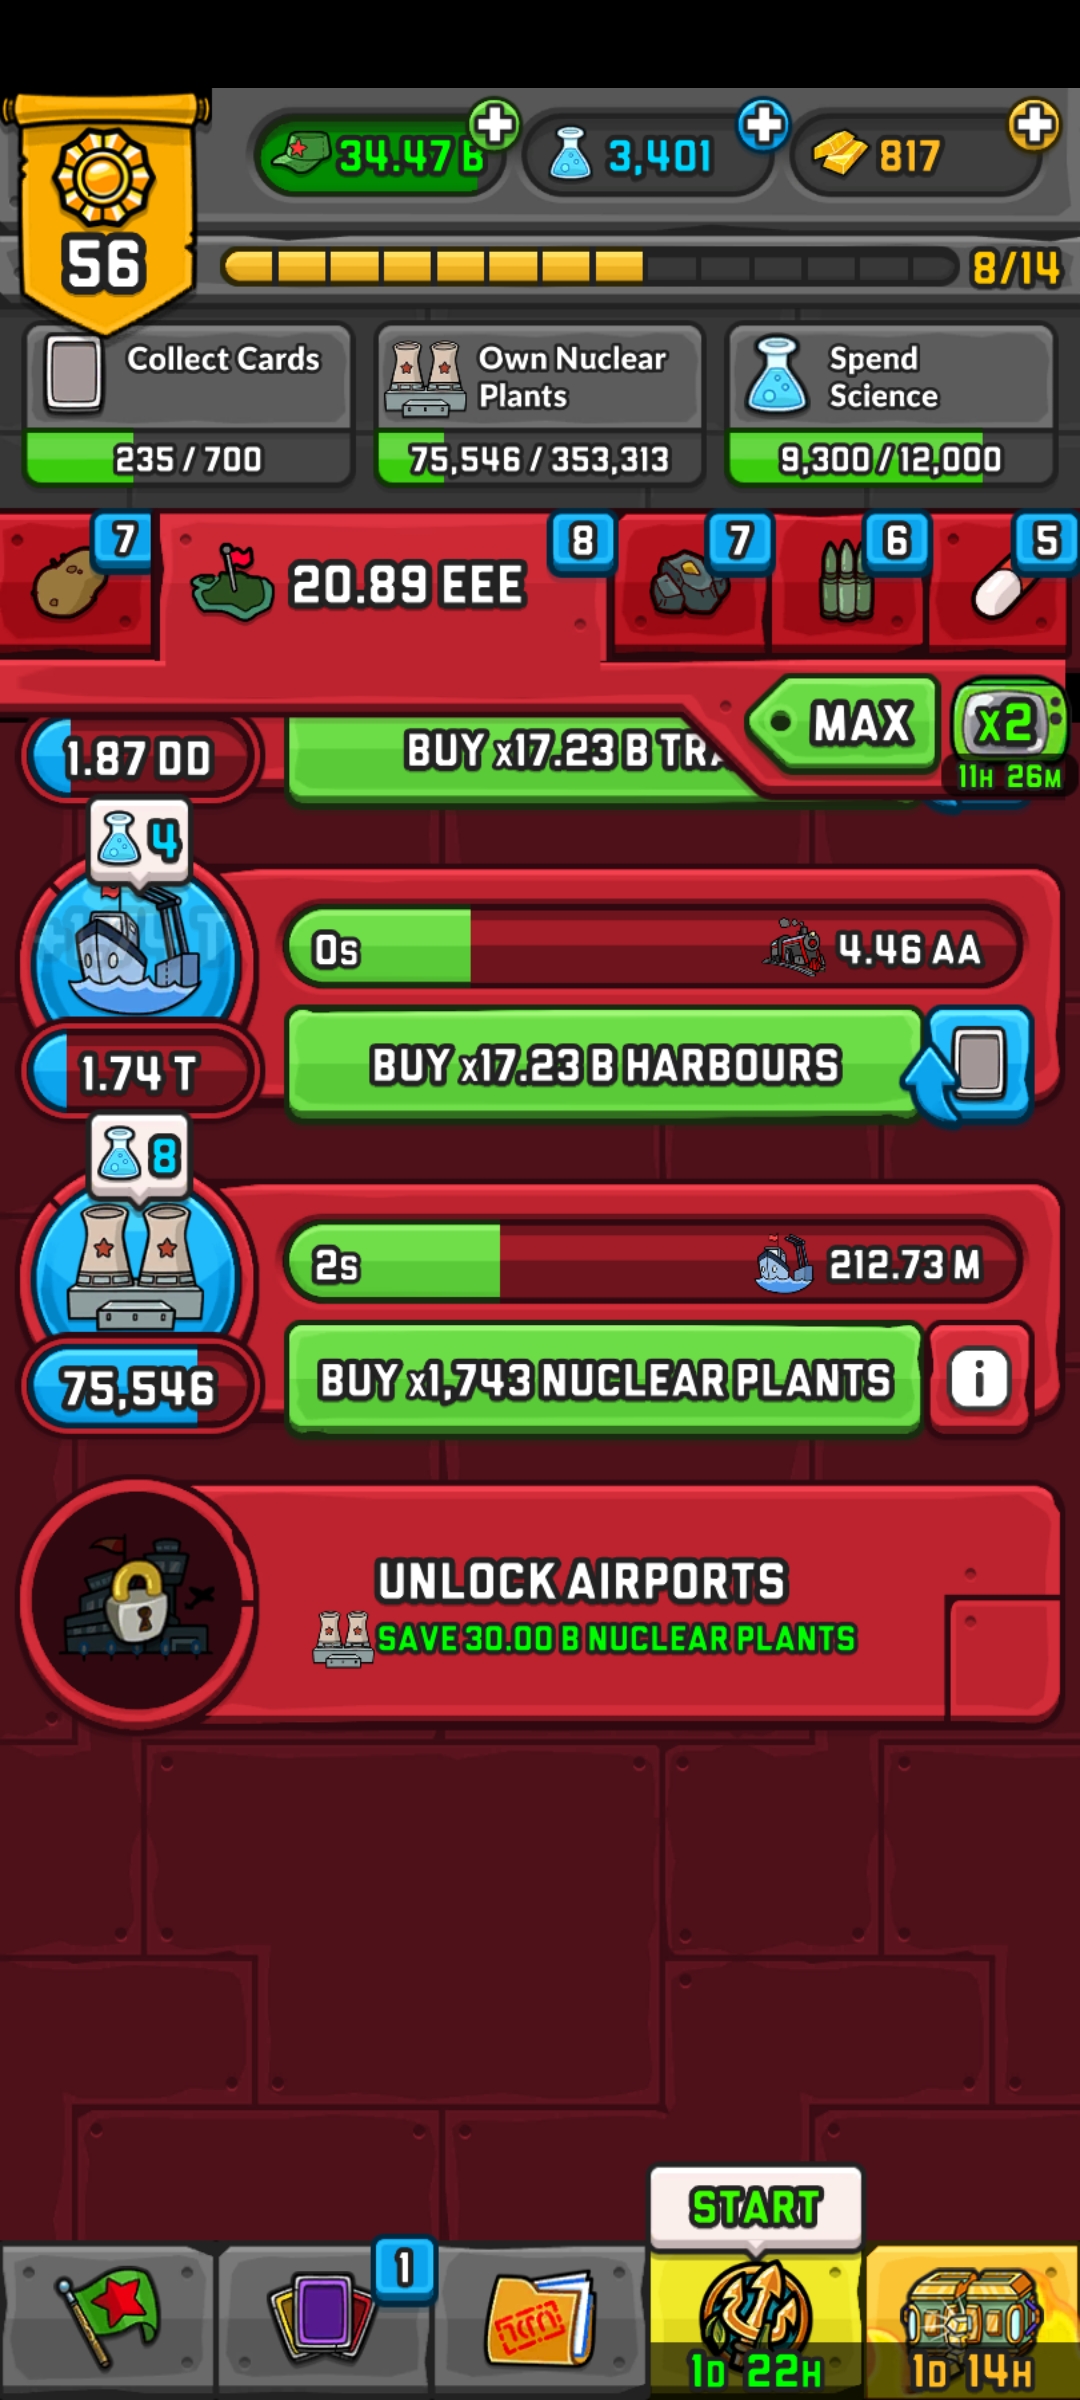 34.47 B
3,401
817
56
8/14
Collect Cards
235 / 700
Own Nuclear
Plants
75,546 / 353,313
Spend
Science
9,300 / 12,000
7
20.89 EEE
8
7
6
5
MAX
x2
11H 26M
1.87 DD
BUY x17.23 B
4
0s
4.46 AA
1.74 T
BUY x17.23 B HARBOURS
8
2s
212.73 M
75,546
BUY x1,743 NUCLEAR PLANTS
i
UNLOCK AIRPORTS
SAVE 30.00 B NUCLEAR PLANTS
START
1
1D 22H
1D 14H